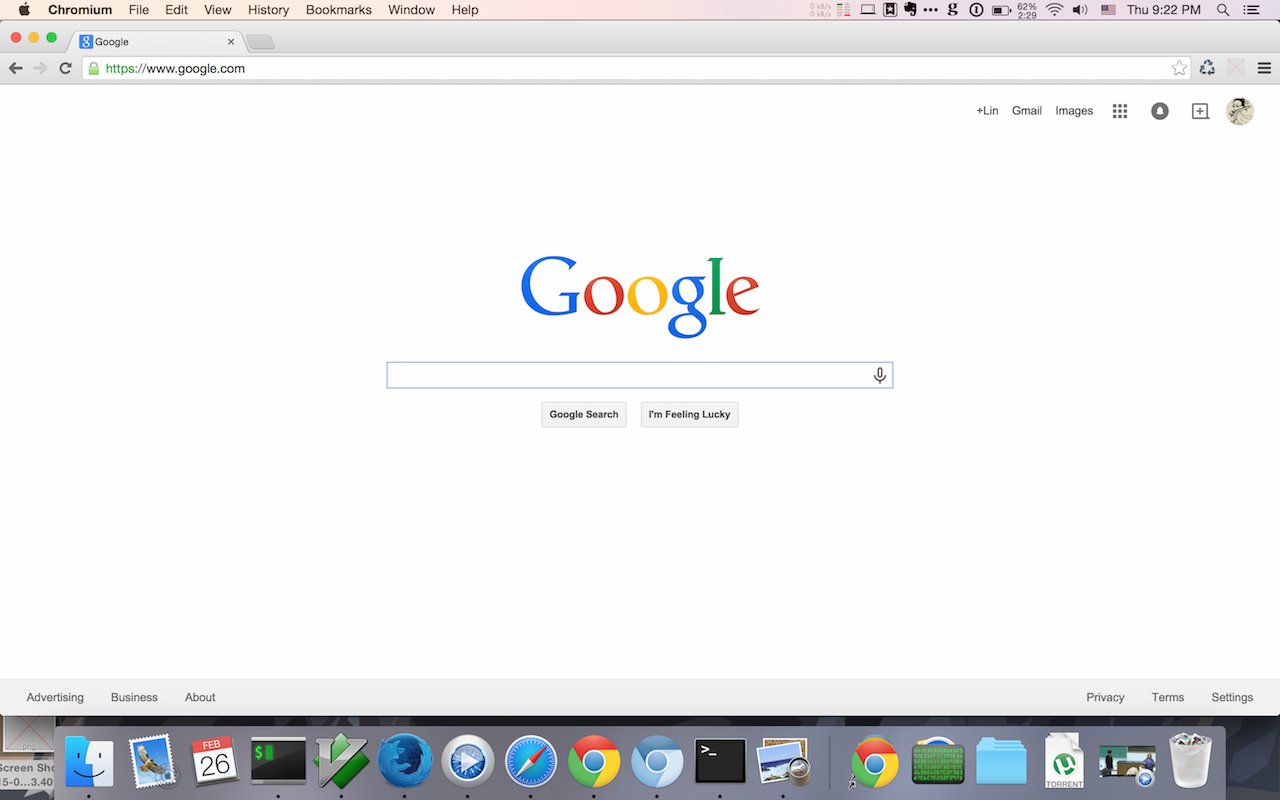 Chromium File Edit View History Bookmarks Window Help
0 kB/s
0 kB/s
62%
2:29
Thu 9:22 PM
Google
https://www.google.com
+Lin Gmail Images
Google
Google Search I'm Feeling Lucky
Advertising Business About
Privacy Terms Settings
png
Screen Sho
15-0...3.40
FEB
26
$
>_
TORRENT